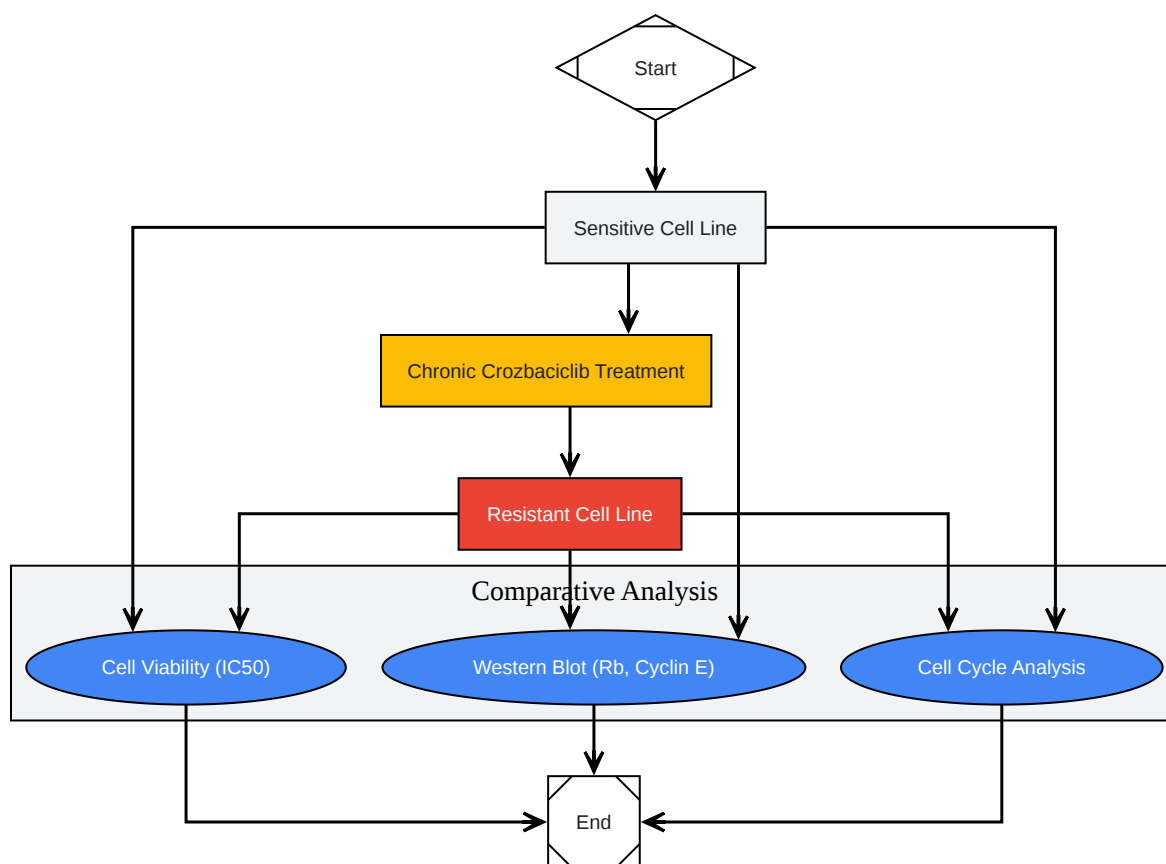 Start
Sensitive Cell Line
Chronic Crozbaciclib Treatment
Resistant Cell Line
Comparative Analysis
Cell Viability (IC50)
Western Blot (Rb, Cyclin E)
Cell Cycle Analysis
End